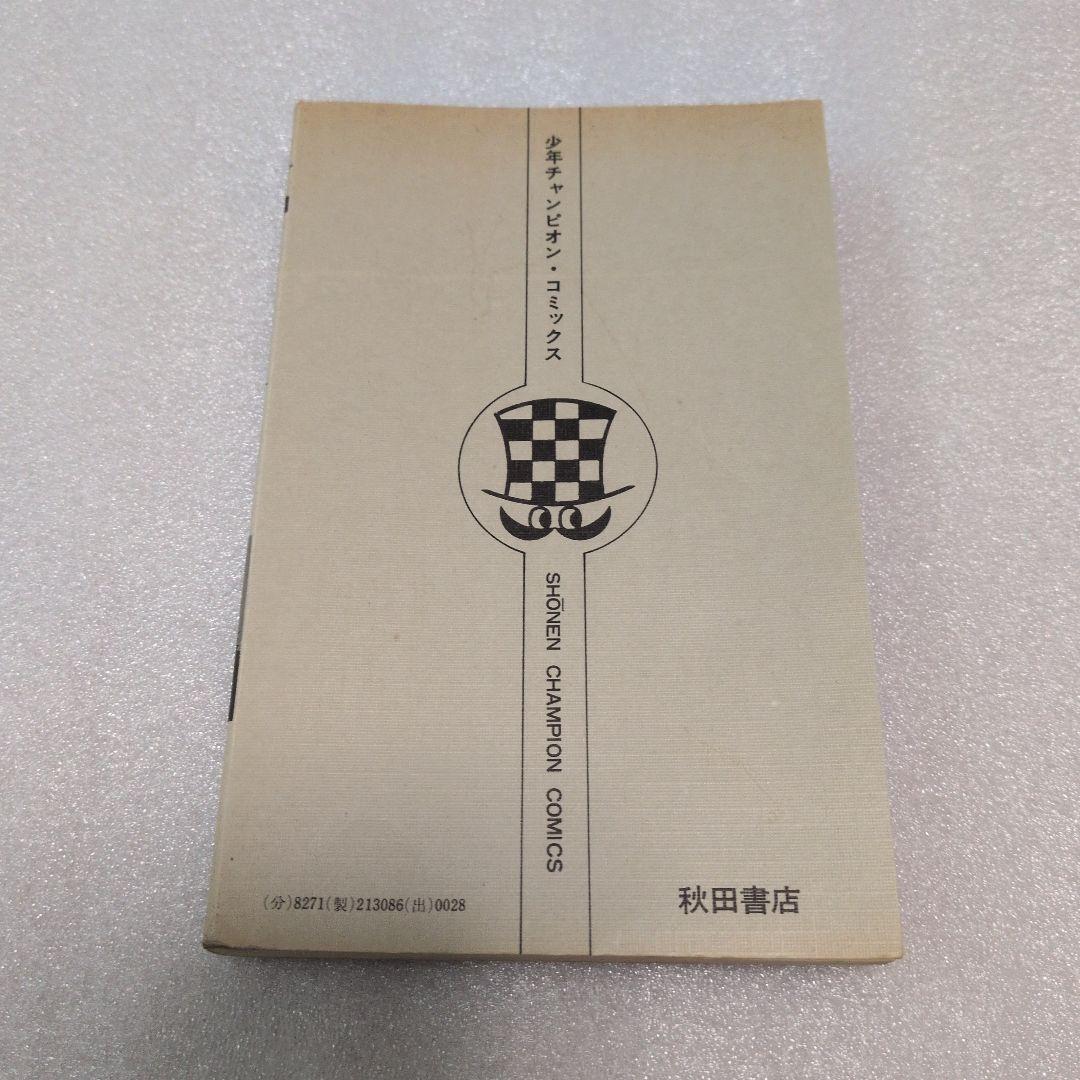 少年チャンピオン・コミックス
SHŌNEN CHAMPION COMICS
(分)8271(製)213086(出)0028
秋田書店